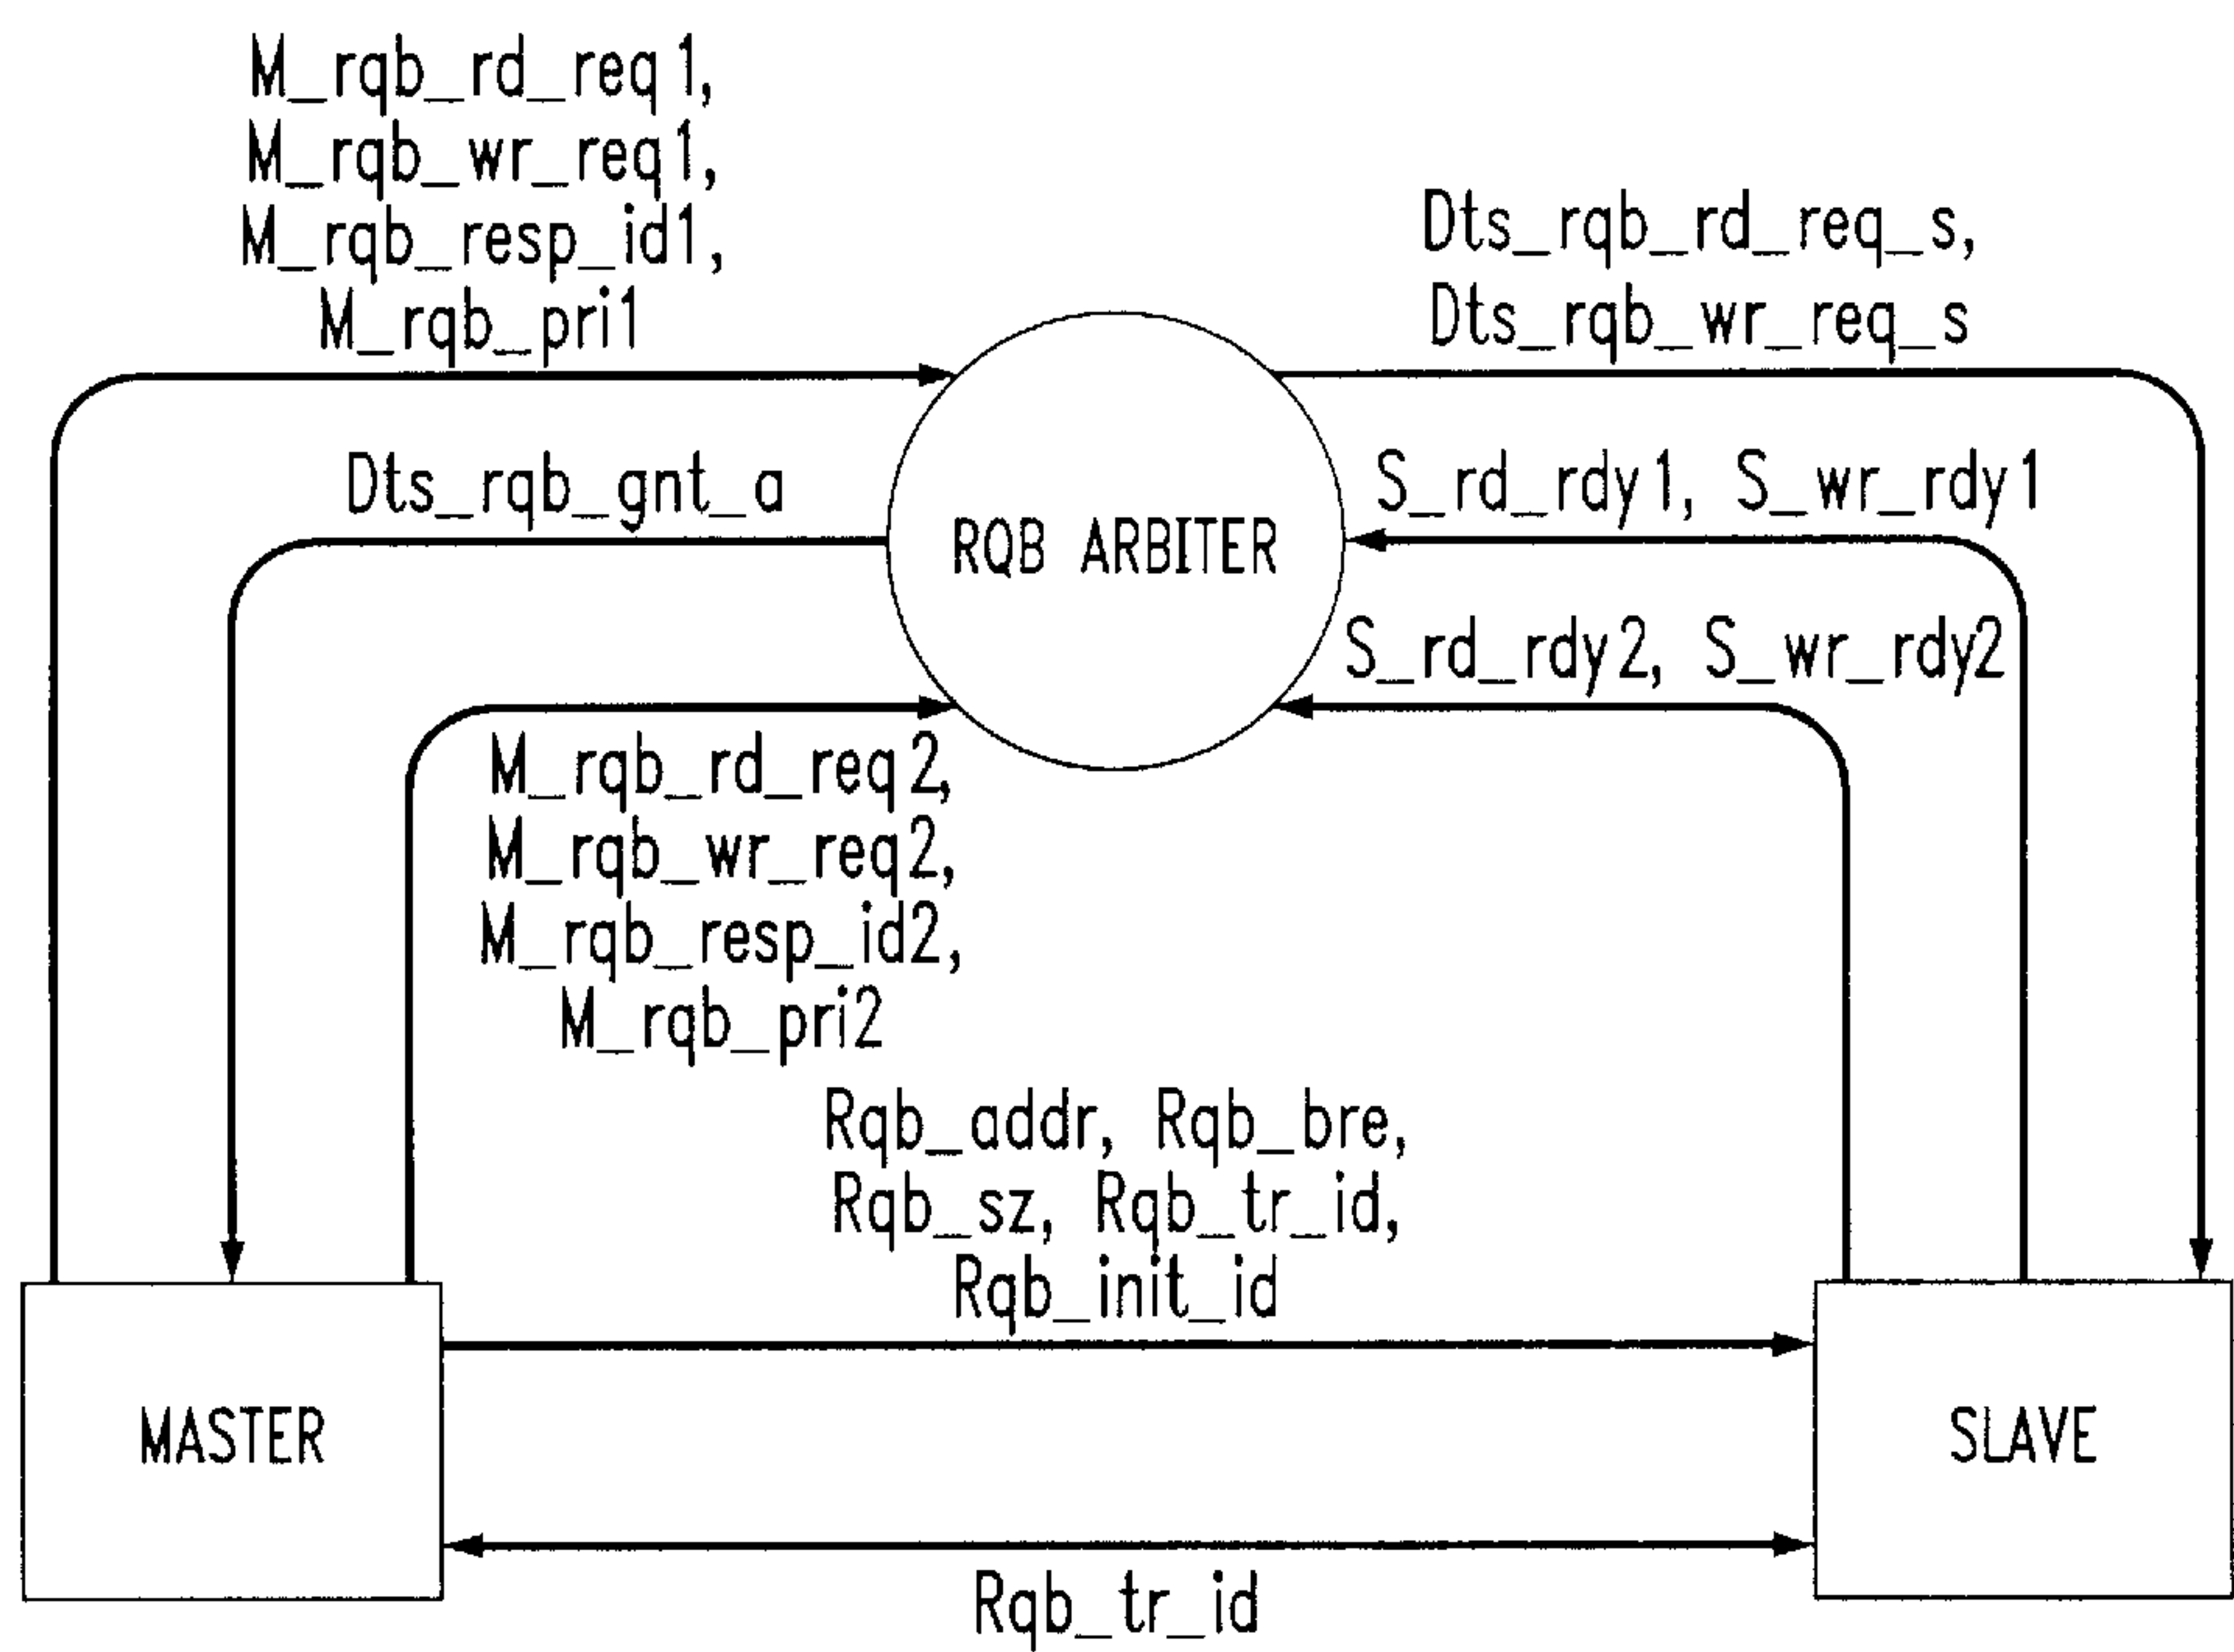 M_rqb_rd_req1,
M_rqb_wr_req1,
M_rqb_resp_id1,
M_rqb_pri1
Dts_rqb_rd_req_s,
Dts_rqb_wr_req_s
Dts_rqb_gnt_a
S_rd_rdy1, S_wr_rdy1
RQB ARBITER
S_rd_rdy2, S_wr_rdy2
M_rqb_rd_req2,
M_rqb_wr_req2,
M_rqb_resp_id2,
M_rqb_pri2
Rqb_addr, Rqb_bre,
Rqb_sz, Rqb_tr_id,
Rqb_init_id
MASTER
SLAVE
Rqb_tr_id